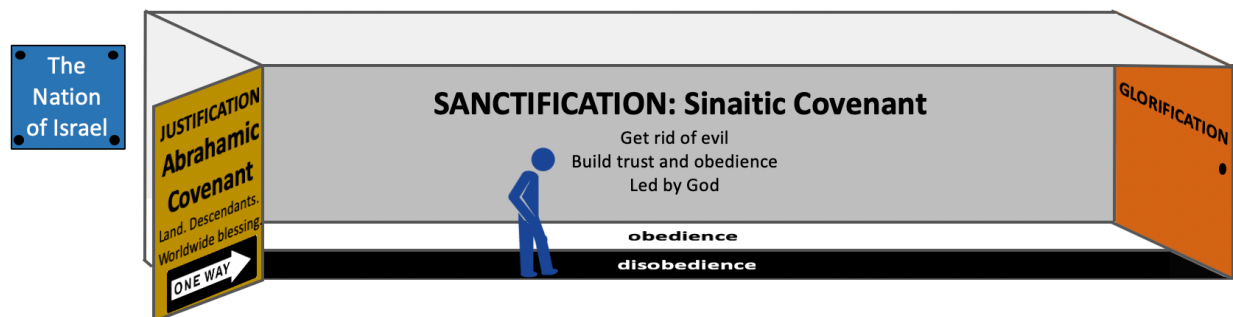 The
Nation
of Israel
JUSTIFICATION
Abrahamic
Covenant
Land. Descendants.
Worldwide blessing.
ONE WAY
SANCTIFICATION: Sinaitic Covenant
Get rid of evil
Build trust and obedience
Led by God
obedience
disobedience
GLORIFICATION